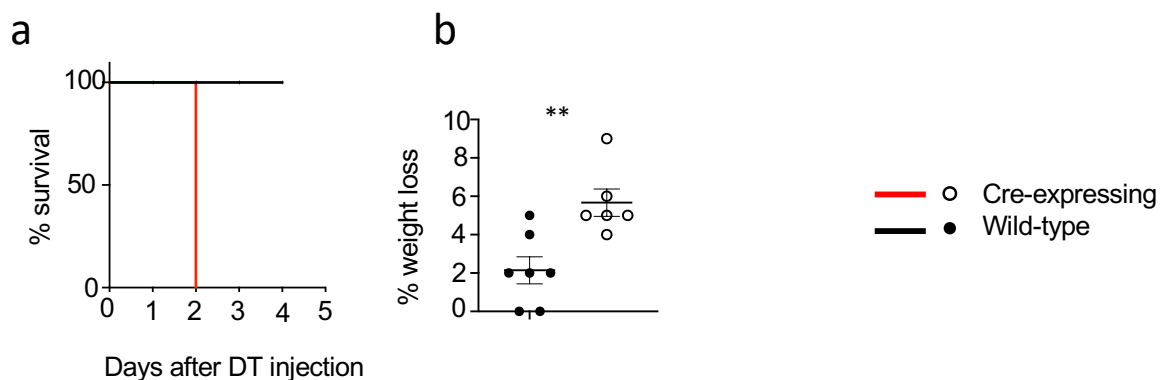 a
100
50
0
% survival
0 1 2 3 4 5
Days after DT injection
b
**
10
8
6
4
2
0
% weight loss
Cre-expressing
Wild-type